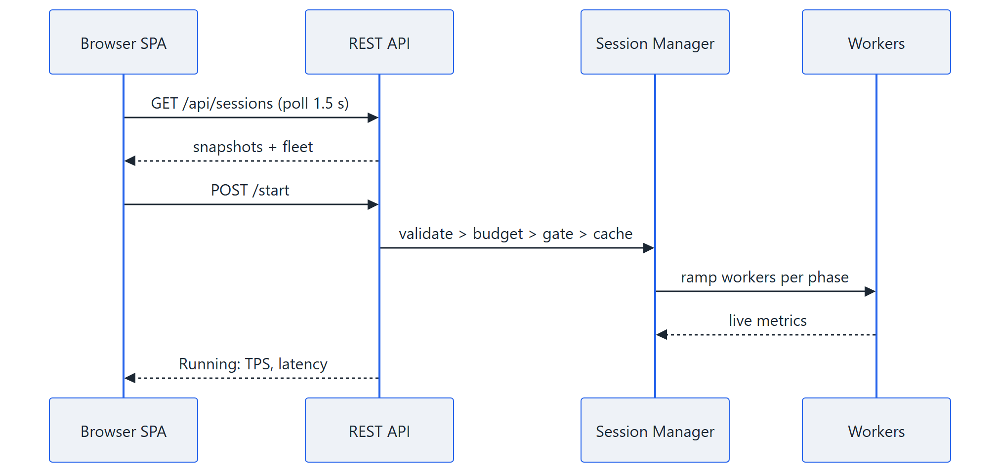 Browser SPA
REST API
Session Manager
Workers
GET /api/sessions (poll 1.5 s)
snapshots + fleet
POST /start
validate > budget > gate > cache
ramp workers per phase
live metrics
Running: TPS, latency
Browser SPA
REST API
Session Manager
Workers